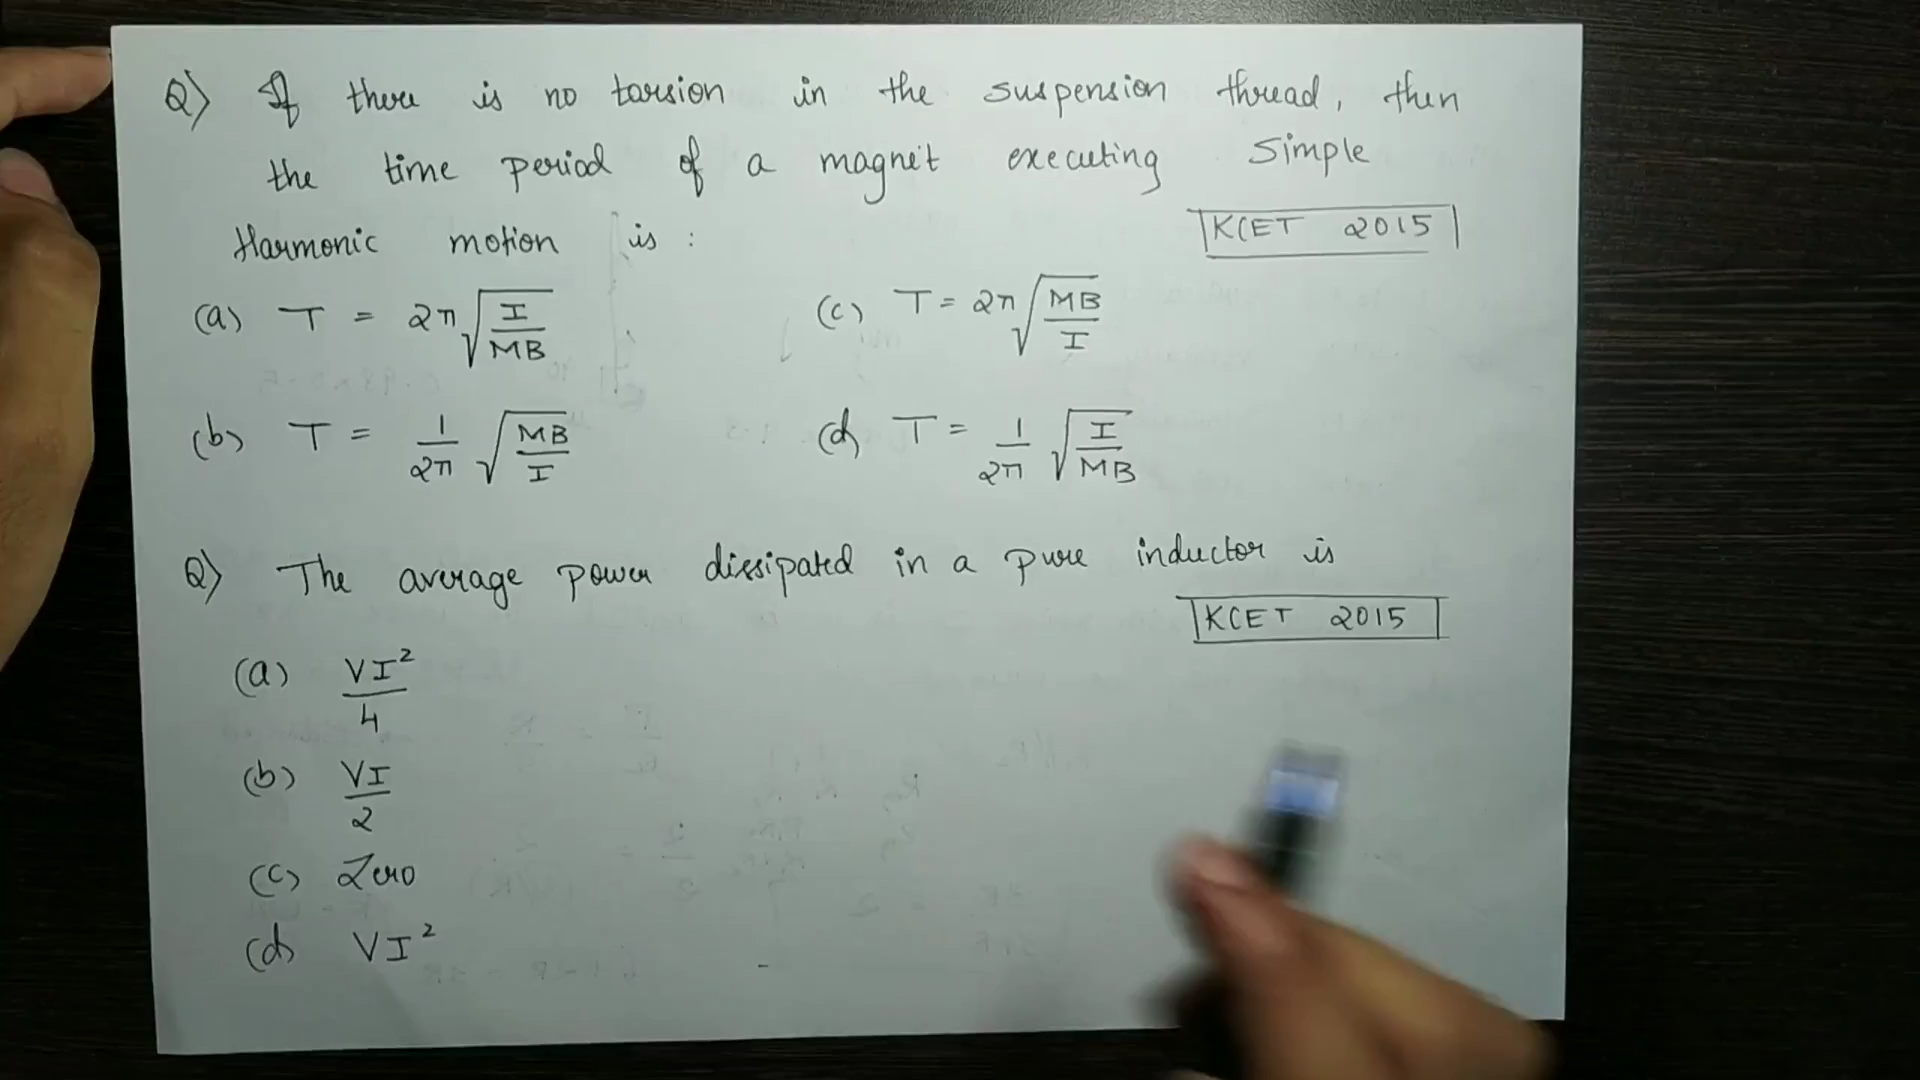 Q) If there is no torsion in the suspension thread, then
the time period of a magnet executing Simple
Harmonic motion is :
KCET 2015
(a) T = 2π√(I/MB)
(c) T = 2π√(MB/I)
(b) T = 1/2π √(MB/I)
(d) T = 1/2π √(I/MB)
Q) The average power dissipated in a pure inductor is
KCET 2015
(a) VI²/4
(b) VI/2
(c) Zero
(d) VI²